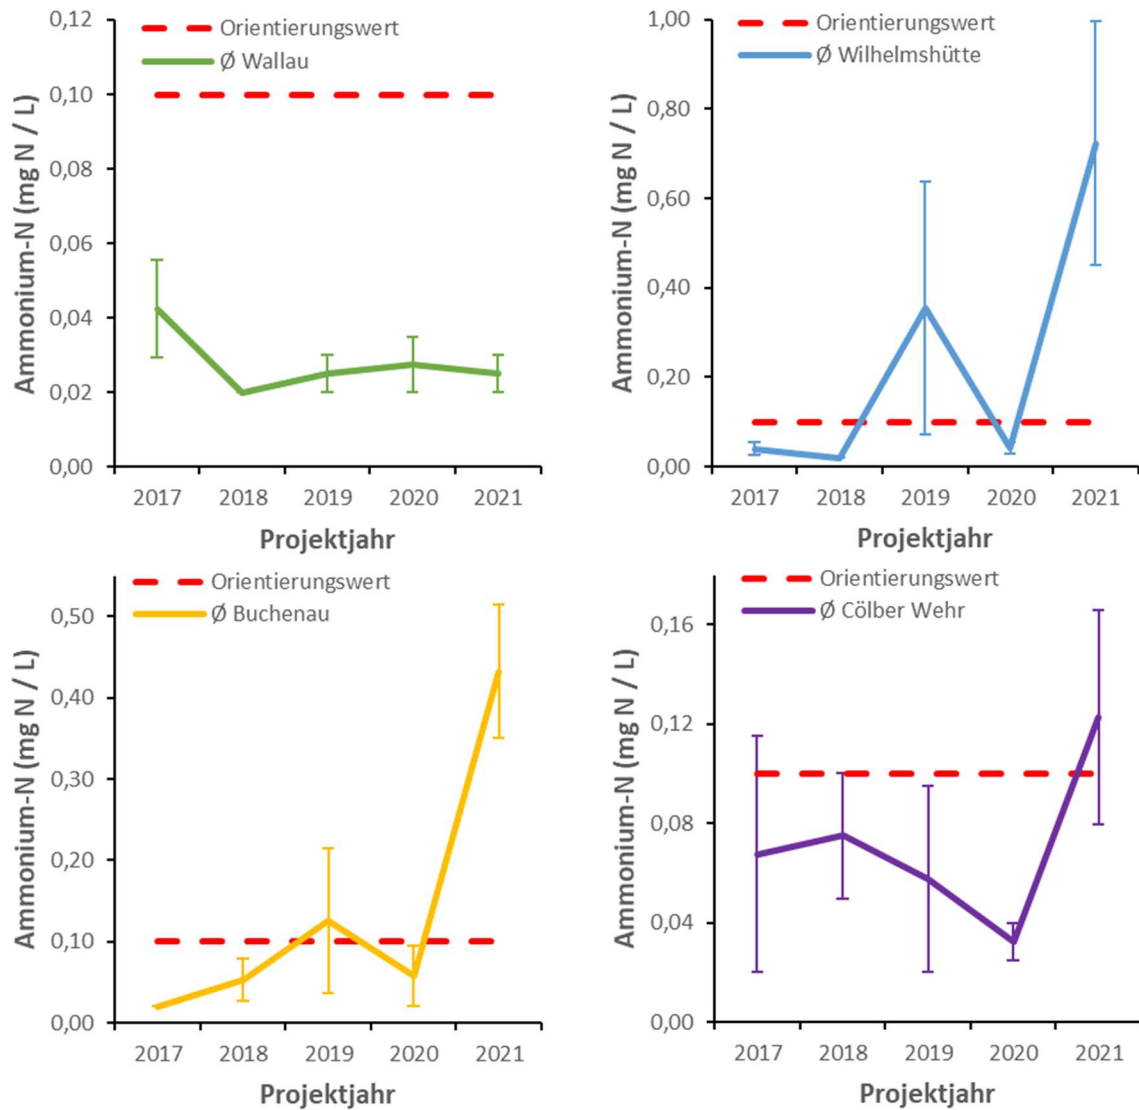 Orientierungswert
Ø Wallau
Ammonium-N (mg N / L)
0,12
0,10
0,08
0,06
0,04
0,02
0,00
2017 2018 2019 2020 2021
Projektjahr
Orientierungswert
Ø Wilhelmshütte
Ammonium-N (mg N / L)
1,00
0,80
0,60
0,40
0,20
0,00
2017 2018 2019 2020 2021
Projektjahr
Orientierungswert
Ø Buchenau
Ammonium-N (mg N / L)
0,50
0,40
0,30
0,20
0,10
0,00
2017 2018 2019 2020 2021
Projektjahr
Orientierungswert
Ø Cölber Wehr
Ammonium-N (mg N / L)
0,16
0,12
0,08
0,04
0,00
2017 2018 2019 2020 2021
Projektjahr